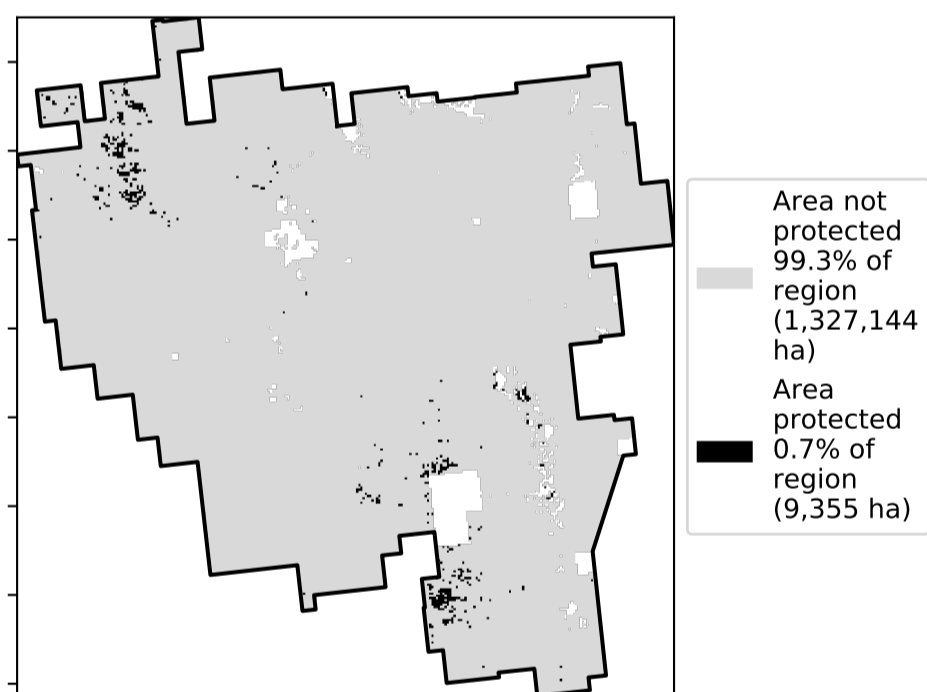 Area not
protected
99.3% of
region
(1,327,144
ha)
Area
protected
0.7% of
region
(9,355 ha)